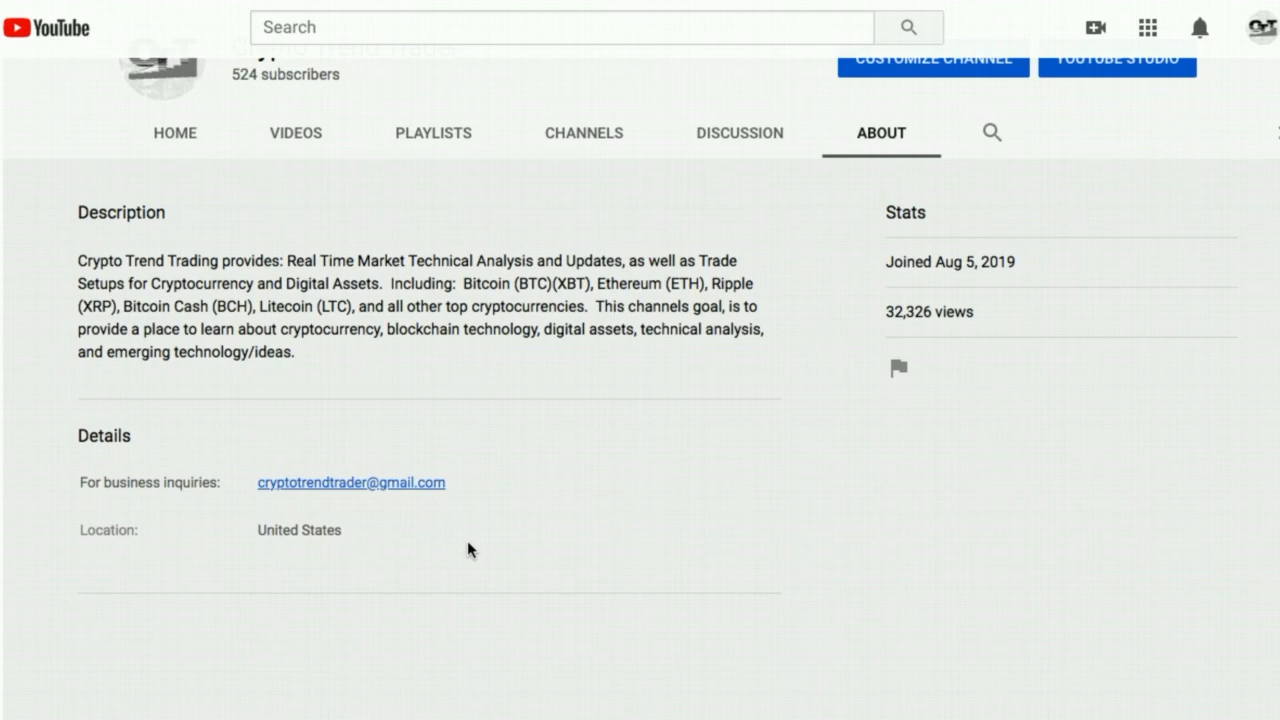 YouTube
Search
Crypto Trend Trader
524 subscribers
CUSTOMIZE CHANNEL
YOUTUBE STUDIO
HOME
VIDEOS
PLAYLISTS
CHANNELS
DISCUSSION
ABOUT
Description
Crypto Trend Trading provides: Real Time Market Technical Analysis and Updates, as well as Trade
Setups for Cryptocurrency and Digital Assets. Including: Bitcoin (BTC)(XBT), Ethereum (ETH), Ripple
(XRP), Bitcoin Cash (BCH), Litecoin (LTC), and all other top cryptocurrencies. This channels goal, is to
provide a place to learn about cryptocurrency, blockchain technology, digital assets, technical analysis,
and emerging technology/ideas.
Stats
Joined Aug 5, 2019
32,326 views
Details
For business inquiries: cryptotrendtrader@gmail.com
Location: United States